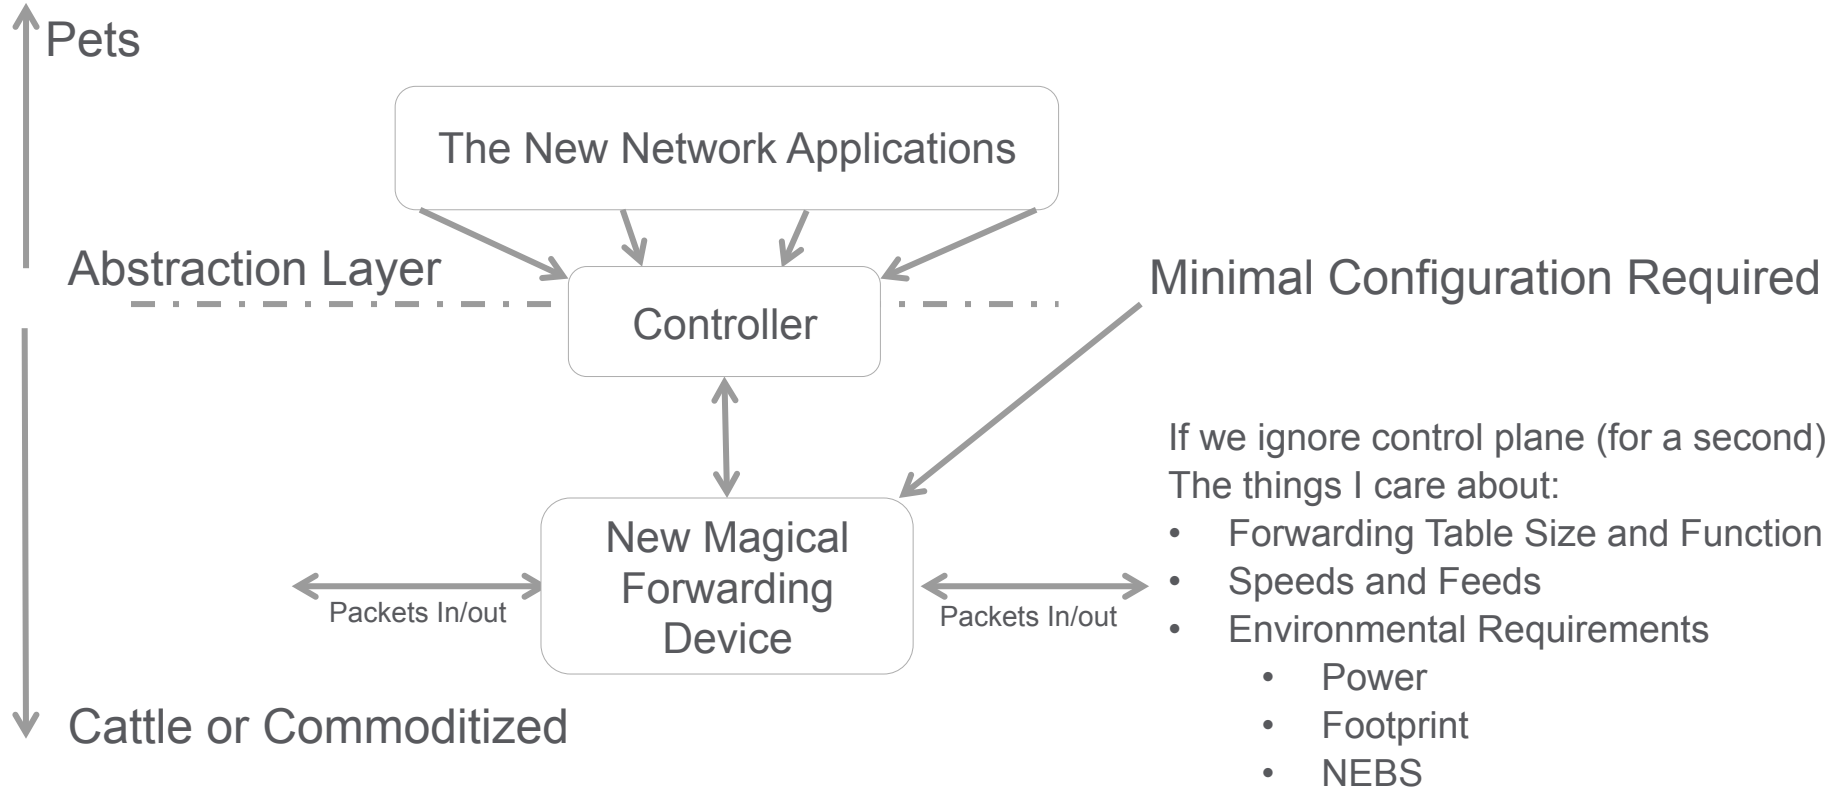 Pets
The New Network Applications
Abstraction Layer
Minimal Configuration Required
Controller
If we ignore control plane (for a second)
The things I care about:
• Forwarding Table Size and Function
• Speeds and Feeds
• Environmental Requirements
• Power
• Footprint
• NEBS
New Magical
Forwarding
Device
Packets In/out
Packets In/out
Cattle or Commoditized